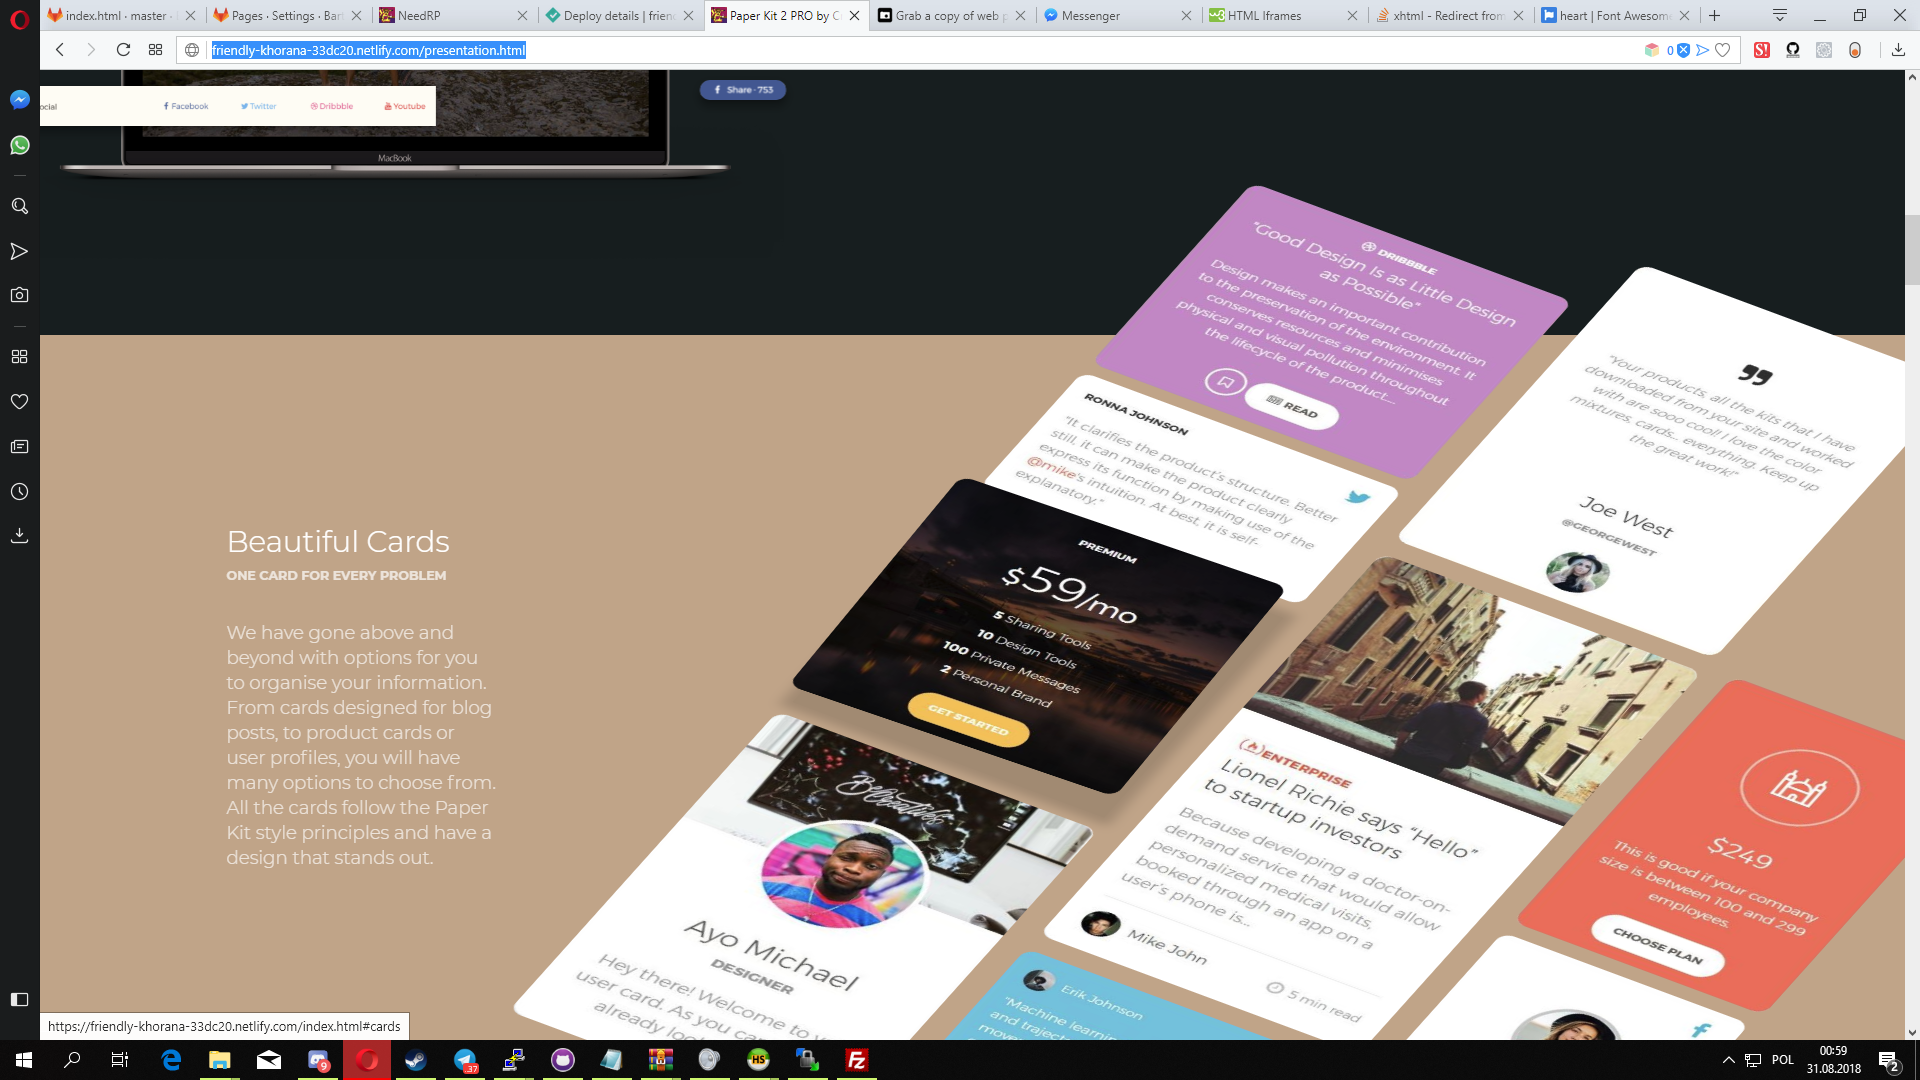 index.html · master ·
Pages · Settings · Bart
NeedRP
Deploy details | friend
Paper Kit 2 PRO by C
Grab a copy of web p
Messenger
HTML Iframes
xhtml - Redirect from
heart | Font Awesome
friendly-khorana-33dc20.netlify.com/presentation.html
0
ocial
Facebook
Twitter
Dribbble
Youtube
Share · 753
MacBook
DRIBBBLE
"Good Design Is as Little Design
as Possible"
Design makes an important contribution
to the preservation of the environment. It
conserves resources and minimises
physical and visual pollution throughout
the lifecycle of the product...
READ
"Your products, all the kits that I have
downloaded from your site and worked
with are sooo cool! I love the color
mixtures, cards... everything. Keep up
the great work!"
Joe West
@GEORGEWEST
RONNA JOHNSON
"It clarifies the product's structure. Better
still, it can make the product clearly
express its function by making use of the
@mike's intuition. At best, it is self-
explanatory."
PREMIUM
$59/mo
5 Sharing Tools
10 Design Tools
100 Private Messages
2 Personal Brand
GET STARTED
Beautiful Cards
ONE CARD FOR EVERY PROBLEM
We have gone above and
beyond with options for you
to organise your information.
From cards designed for blog
posts, to product cards or
user profiles, you will have
many options to choose from.
All the cards follow the Paper
Kit style principles and have a
design that stands out.
ENTERPRISE
Lionel Richie says "Hello"
to startup investors
Because developing a doctor-on-
demand service that would allow
personalized medical visits,
booked through an app on a
user's phone is...
Mike John
5 min read
$249
This is good if your company
size is between 100 and 299
employees.
CHOOSE PLAN
Ayo Michael
DESIGNER
Hey there! Welcome to
user card. As you ca
already lo
Erik Johnson
"Machine learnin
and traject
mov
https://friendly-khorana-33dc20.netlify.com/index.html#cards
9
37
HS
Fz
POL
00:59
31.08.2018
2